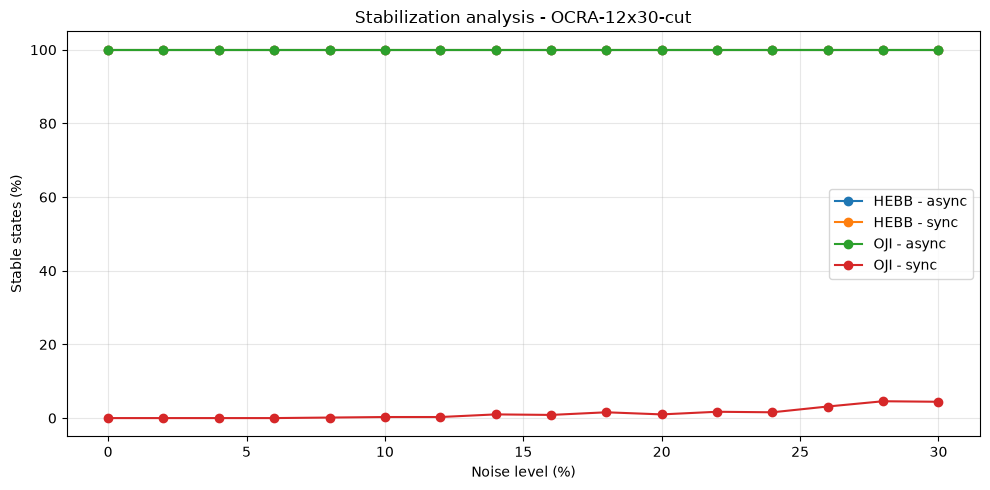 Stabilization analysis - OCRA-12x30-cut
Stable states (%)
100
80
60
40
20
0
HEBB - async
HEBB - sync
OJI - async
OJI - sync
0 5 10 15 20 25 30
Noise level (%)